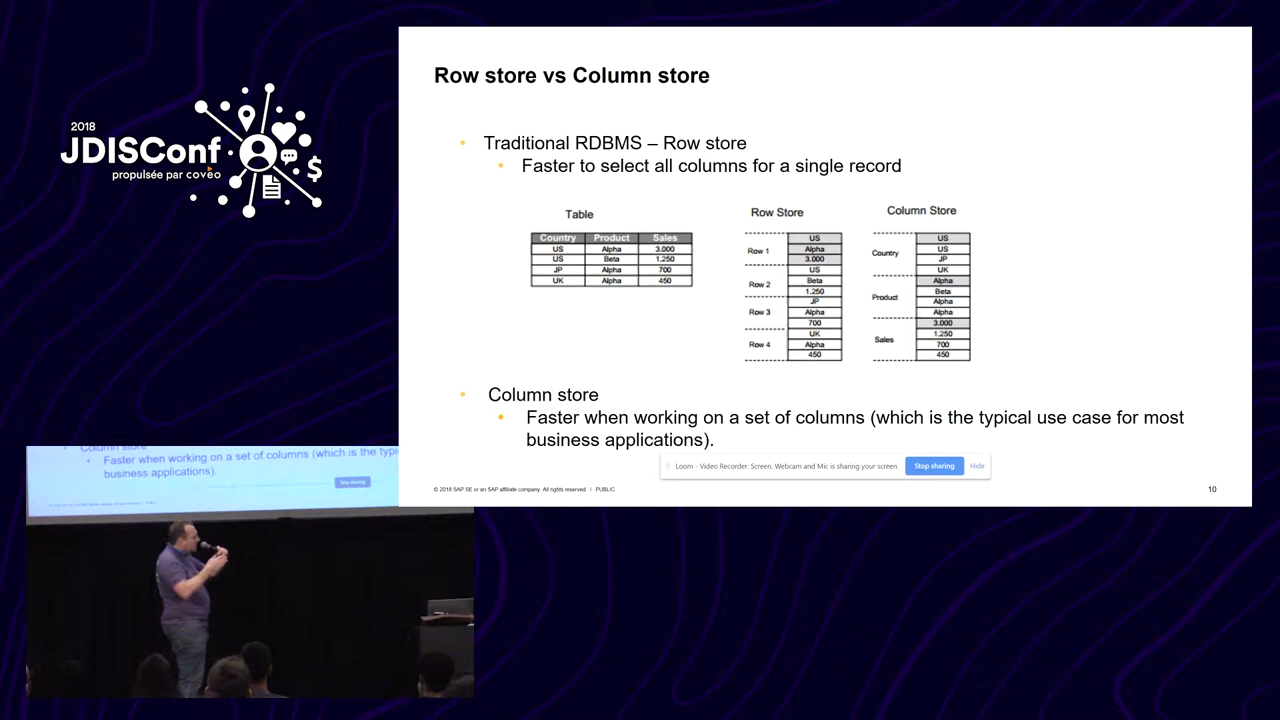 2018
JDISConf
propulsée par coveo
Row store vs Column store
• Traditional RDBMS – Row store
• Faster to select all columns for a single record
Table
Country Product Sales
US Alpha 3.000
US Beta 1.250
JP Alpha 700
UK Alpha 450
Row Store
Row 1
US
Alpha
3.000
Row 2
US
Beta
1.250
Row 3
JP
Alpha
700
Row 4
UK
Alpha
450
Column Store
Country
US
US
JP
UK
Product
Alpha
Beta
Alpha
Alpha
Sales
3.000
1.250
700
450
• Column store
• Faster when working on a set of columns (which is the typical use case for most
business applications).
Loom - Video Recorder: Screen, Webcam and Mic is sharing your screen. Stop sharing Hide
© 2018 SAP SE or an SAP affiliate company. All rights reserved. | PUBLIC
10
• Column store
• Faster when working on a set of columns (which is the typi
business applications).
Stop sharing